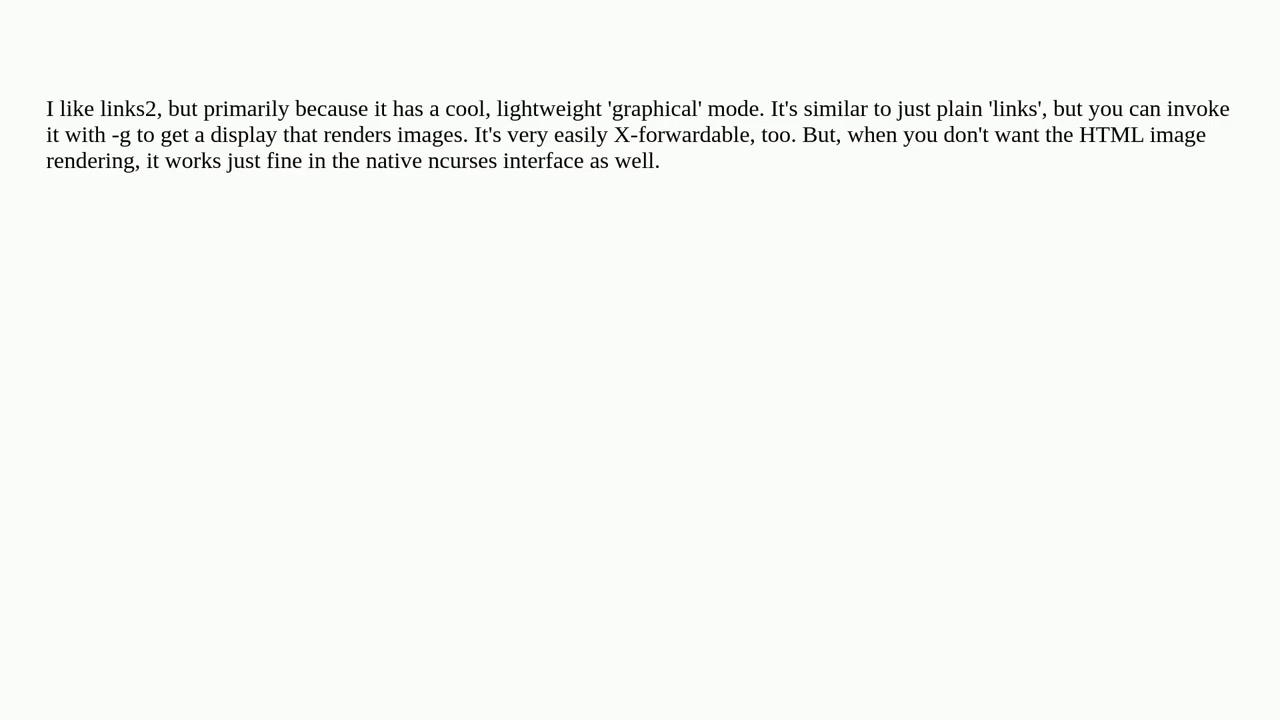 I like links2, but primarily because it has a cool, lightweight 'graphical' mode. It's similar to just plain 'links', but you can invoke
it with -g to get a display that renders images. It's very easily X-forwardable, too. But, when you don't want the HTML image
rendering, it works just fine in the native ncurses interface as well.